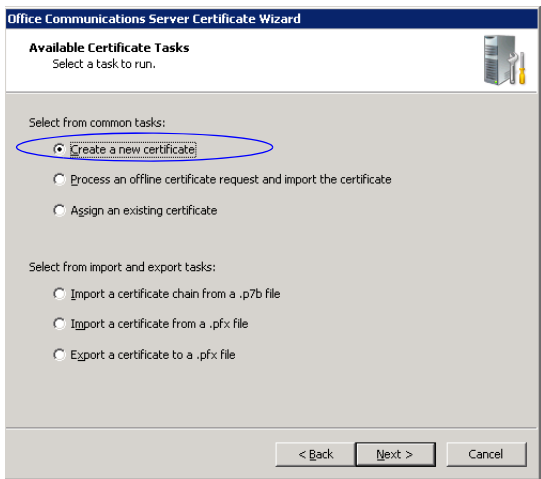 Office Communications Server Certificate Wizard
Available Certificate Tasks
Select a task to run.
Select from common tasks:
Create a new certificate
Process an offline certificate request and import the certificate
Assign an existing certificate
Select from import and export tasks:
Import a certificate chain from a .p7b file
Import a certificate from a .pfx file
Export a certificate to a .pfx file
< Back Next > Cancel